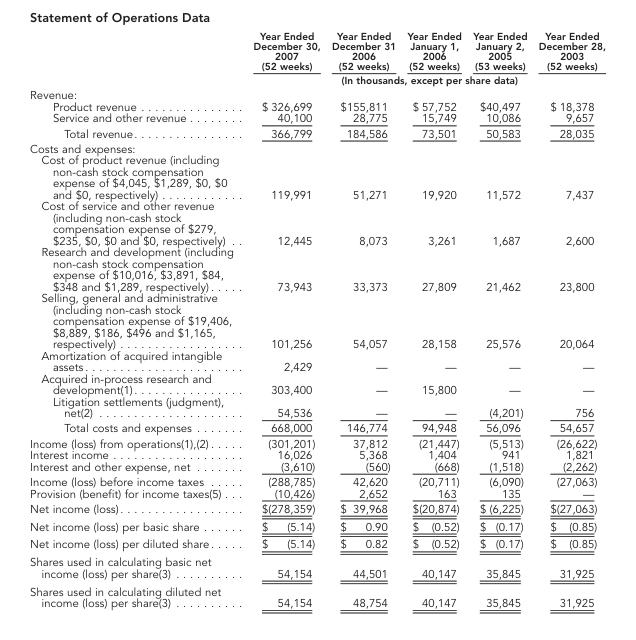 Statement of Operations Data
Year Ended Year Ended Year Ended Year Ended Year Ended
December 30, December 31 January 1, January 2, December 28,
2007 2006 2006 2005 2003
(52 weeks) (52 weeks) (52 weeks) (53 weeks) (52 weeks)
(In thousands, except per share data)
Revenue:
Product revenue . . . . . . . . . . . . . . . $ 326,699 $155,811 $ 57,752 $40,497 $ 18,378
Service and other revenue . . . . . . . . 40,100 28,775 15,749 10,086 9,657
Total revenue. . . . . . . . . . . . . . . . 366,799 184,586 73,501 50,583 28,035
Costs and expenses:
Cost of product revenue (including
non-cash stock compensation
expense of $4,045, $1,289, $0, $0
and $0, respectively) . . . . . . . . . . . . 119,991 51,271 19,920 11,572 7,437
Cost of service and other revenue
(including non-cash stock
compensation expense of $279,
$235, $0, $0 and $0, respectively) . . 12,445 8,073 3,261 1,687 2,600
Research and development (including
non-cash stock compensation
expense of $10,016, $3,891, $84,
$348 and $1,289, respectively) . . . . . 73,943 33,373 27,809 21,462 23,800
Selling, general and administrative
(including non-cash stock
compensation expense of $19,406,
$8,889, $186, $496 and $1,165,
respectively) . . . . . . . . . . . . . . . . . . 101,256 54,057 28,158 25,576 20,064
Amortization of acquired intangible
assets. . . . . . . . . . . . . . . . . . . . . . . 2,429 — — — —
Acquired in-process research and
development(1). . . . . . . . . . . . . . . . 303,400 — 15,800 — —
Litigation settlements (judgment),
net(2) . . . . . . . . . . . . . . . . . . . . . . 54,536 — — (4,201) 756
Total costs and expenses . . . . . . . 668,000 146,774 94,948 56,096 54,657
Income (loss) from operations(1),(2) . . . . . (301,201) 37,812 (21,447) (5,513) (26,622)
Interest income . . . . . . . . . . . . . . . . . . . 16,026 5,368 1,404 941 1,821
Interest and other expense, net . . . . . . . (3,610) (560) (668) (1,518) (2,262)
Income (loss) before income taxes . . . . . (288,785) 42,620 (20,711) (6,090) (27,063)
Provision (benefit) for income taxes(5) . . . (10,426) 2,652 163 135 —
Net income (loss). . . . . . . . . . . . . . . . . . $(278,359) $ 39,968 $(20,874) $ (6,225) $(27,063)
Net income (loss) per basic share . . . . . . $ (5.14) $ 0.90 $ (0.52) $ (0.17) $ (0.85)
Net income (loss) per diluted share . . . . . $ (5.14) $ 0.82 $ (0.52) $ (0.17) $ (0.85)
Shares used in calculating basic net
income (loss) per share(3) . . . . . . . . . . 54,154 44,501 40,147 35,845 31,925
Shares used in calculating diluted net
income (loss) per share(3) . . . . . . . . . . 54,154 48,754 40,147 35,845 31,925